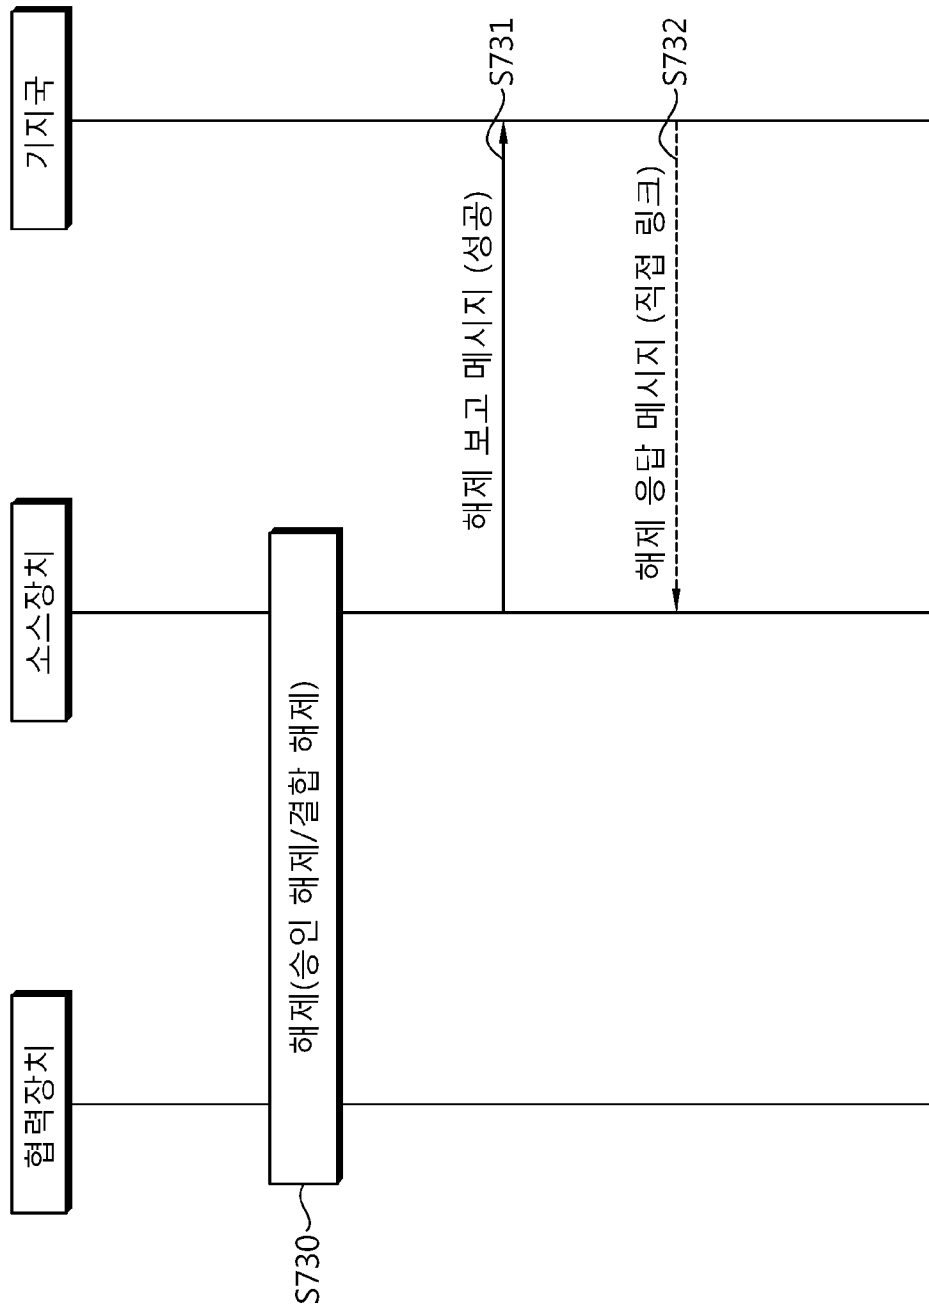 협력장치
소스장치
기지국
S730
해제(승인 해제/결합 해제)
해제 보고 메시지 (성공)
S731
해제 응답 메시지 (직접 링크)
S732